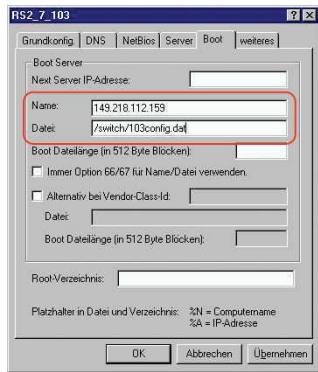 RS2_7_103
Grundkonfig. DNS NetBios Server Boot weiteres
Boot Server
Next Server IP-Adresse:
Name: 149.218.112.159
Datei: /switch/103config.dat
Boot Dateilänge (in 512 Byte Blöcken):
Immer Option 66/67 für Name/Datei verwenden.
Alternativ bei Vendor-Class-Id:
Datei:
Boot Dateilänge (in 512 Byte Blöcken):
Root-Verzeichnis:
Platzhalter in Datei und Verzeichnis: %N = Computername
%A = IP-Adresse
OK Abbrechen Übernehmen